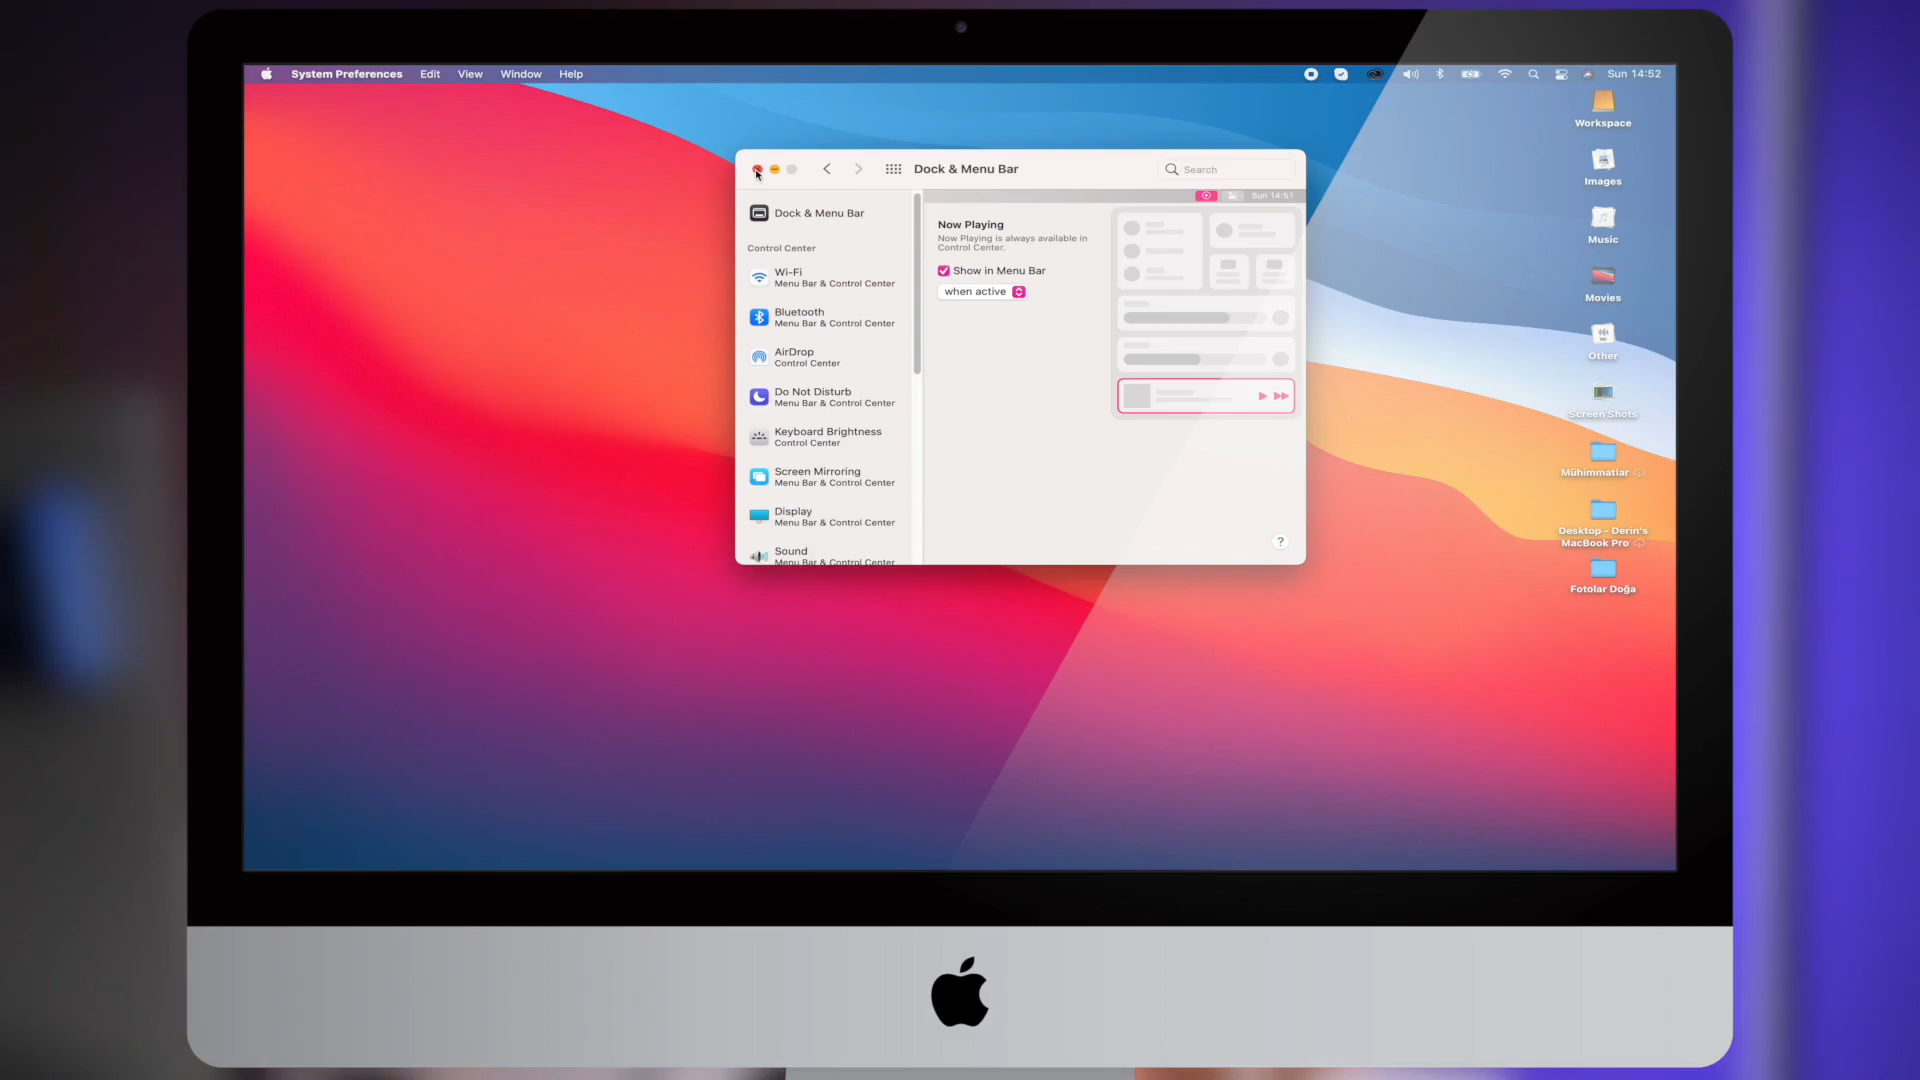 System Preferences Edit View Window Help
Sun 14:52
Workspace
Images
Music
Movies
Other
Screen Shots
Mühimmatlar
Desktop - Derin's
MacBook Pro
Fotolar Doğa
Dock & Menu Bar
Search
Dock & Menu Bar
Control Center
Wi-Fi
Menu Bar & Control Center
Bluetooth
Menu Bar & Control Center
AirDrop
Control Center
Do Not Disturb
Menu Bar & Control Center
Keyboard Brightness
Control Center
Screen Mirroring
Menu Bar & Control Center
Display
Menu Bar & Control Center
Sound
Menu Bar & Control Center
Sun 14:51
Now Playing
Now Playing is always available in
Control Center.
Show in Menu Bar
when active
?